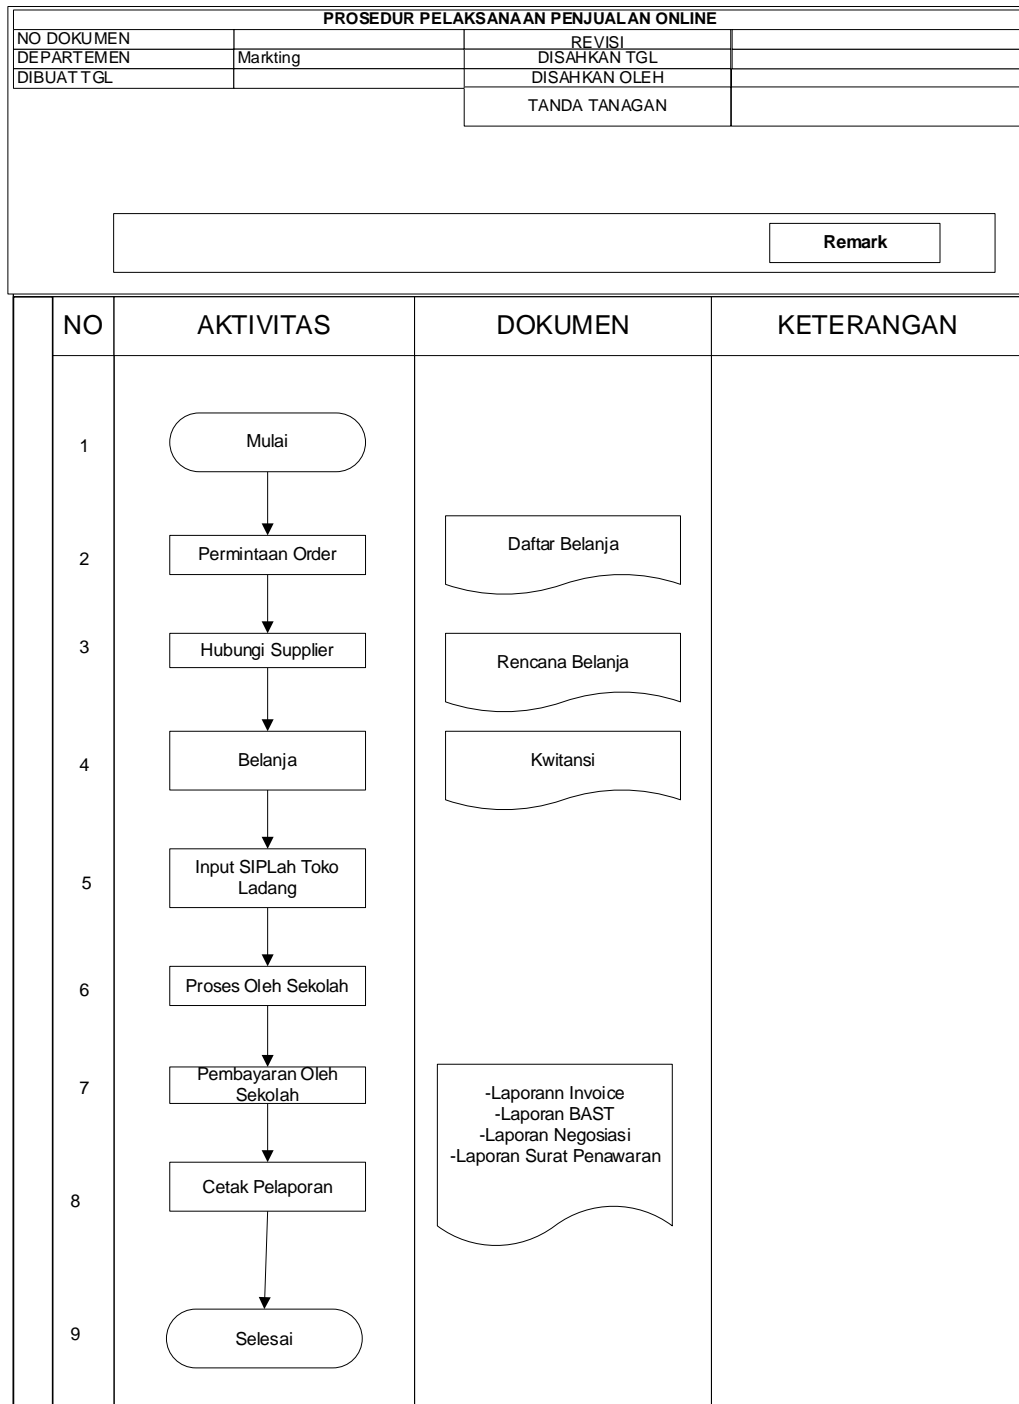 PROSEDUR PELAKSANAAN PENJUALAN ONLINE
NO DOKUMEN REVISI
DEPARTEMEN Markting DISAHKAN TGL
DIBUAT TGL DISAHKAN OLEH
TANDA TANAGAN
Remark
NO AKTIVITAS DOKUMEN KETERANGAN
1 Mulai
2 Permintaan Order Daftar Belanja
3 Hubungi Supplier Rencana Belanja
4 Belanja Kwitansi
5 Input SIPLah Toko
Ladang
6 Proses Oleh Sekolah
7 Pembayaran Oleh
Sekolah
-Laporann Invoice
-Laporan BAST
-Laporan Negosiasi
-Laporan Surat Penawaran
8 Cetak Pelaporan
9 Selesai